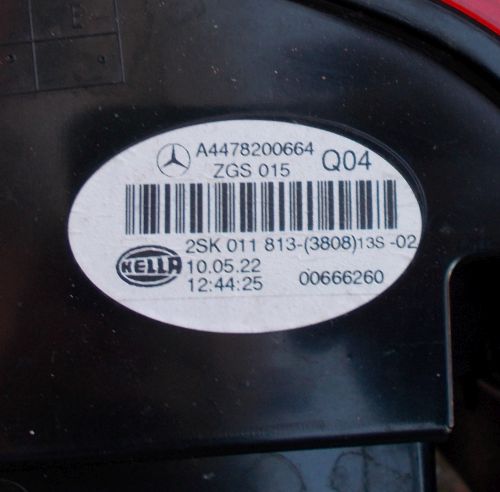 A4478200664
ZGS 015 Q04
2SK 011 813-(3808)13S -02
HELLA 10.05.22
12:44:25 00666260